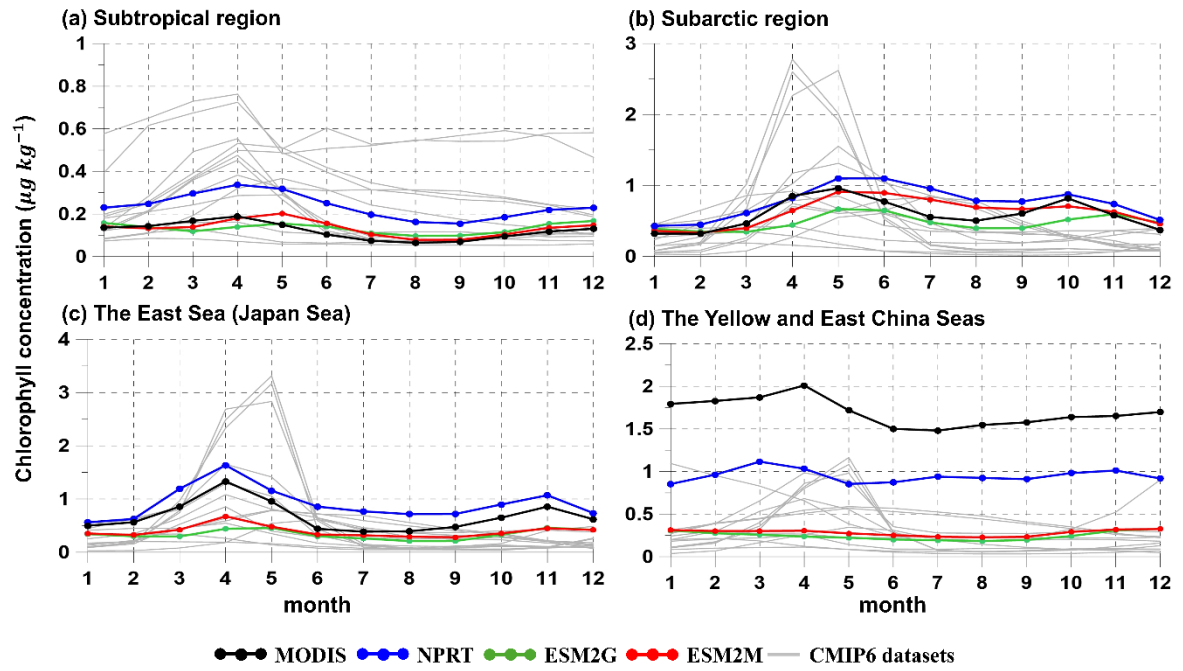 (a) Subtropical region
(b) Subarctic region
1
0.8
0.6
0.4
0.2
0
1 2 3 4 5 6 7 8 9 10 11 12
3
2
1
0
1 2 3 4 5 6 7 8 9 10 11 12
Chlorophyll concentration (μg kg⁻¹)
(c) The East Sea (Japan Sea)
(d) The Yellow and East China Seas
4
3
2
1
0
1 2 3 4 5 6 7 8 9 10 11 12
month
2.5
2
1.5
1
0.5
0
1 2 3 4 5 6 7 8 9 10 11 12
month
MODIS NPRT ESM2G ESM2M CMIP6 datasets